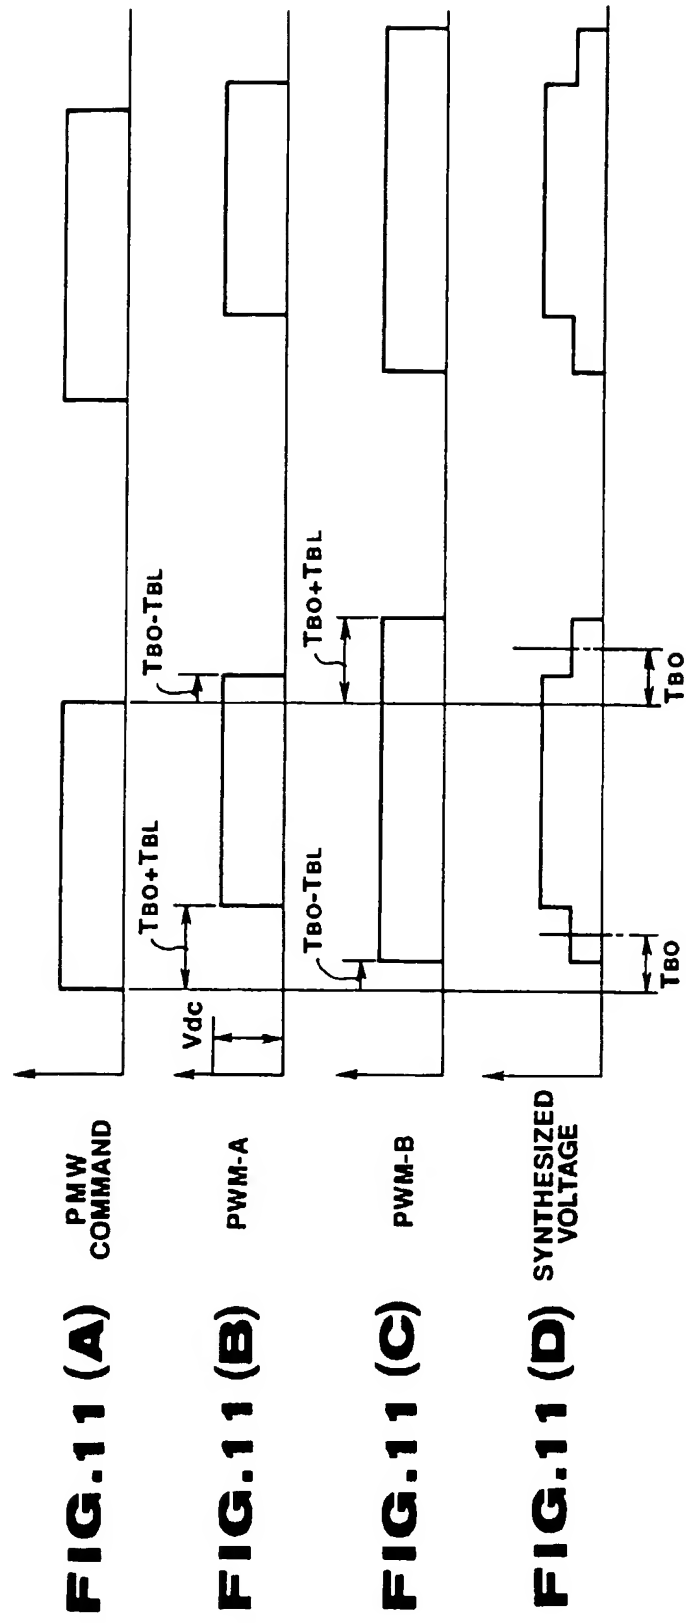 FIG.11 (A) PMW
COMMAND
FIG.11 (B) PWM-A
Vdc
TBO+TBL
TBO-TBL
FIG.11 (C) PWM-B
TBO-TBL
TBO+TBL
FIG.11 (D) SYNTHESIZED
VOLTAGE
TBO
TBO